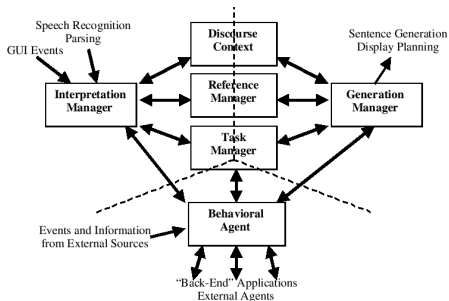 Speech Recognition
Parsing
GUI Events
Discourse
Context
Sentence Generation
Display Planning
Interpretation
Manager
Reference
Manager
Generation
Manager
Task
Manager
Behavioral
Agent
Events and Information
from External Sources
“Back-End” Applications
External Agents